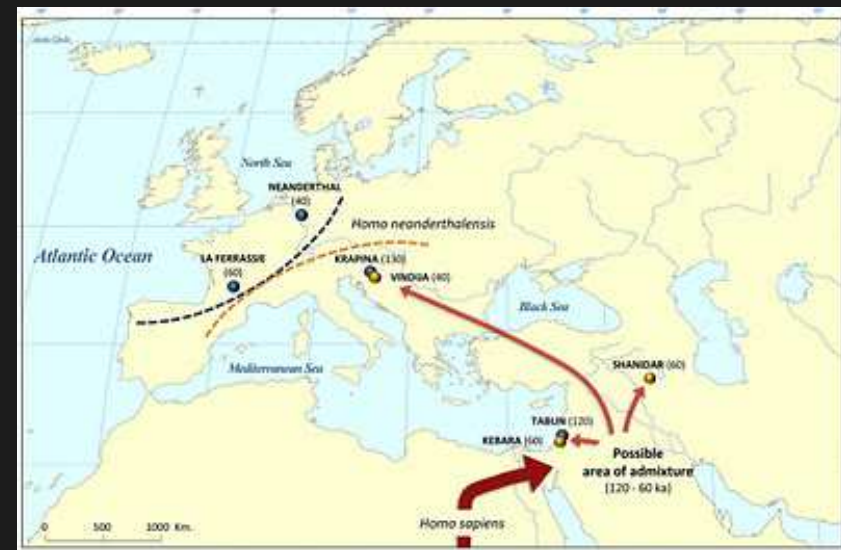 North Sea
NEANDERTHAL
(40)
Homo neanderthalensis
Atlantic Ocean
LA FERRASSIE
(60)
KRAPINA (130)
VINDIJA (40)
Black Sea
Mediterranean Sea
SHANIDAR (60)
TABUN (120)
KEBARA (60)
Possible
area of admixture
(120 - 60 ka)
Homo sapiens
0 500 1000 Km.